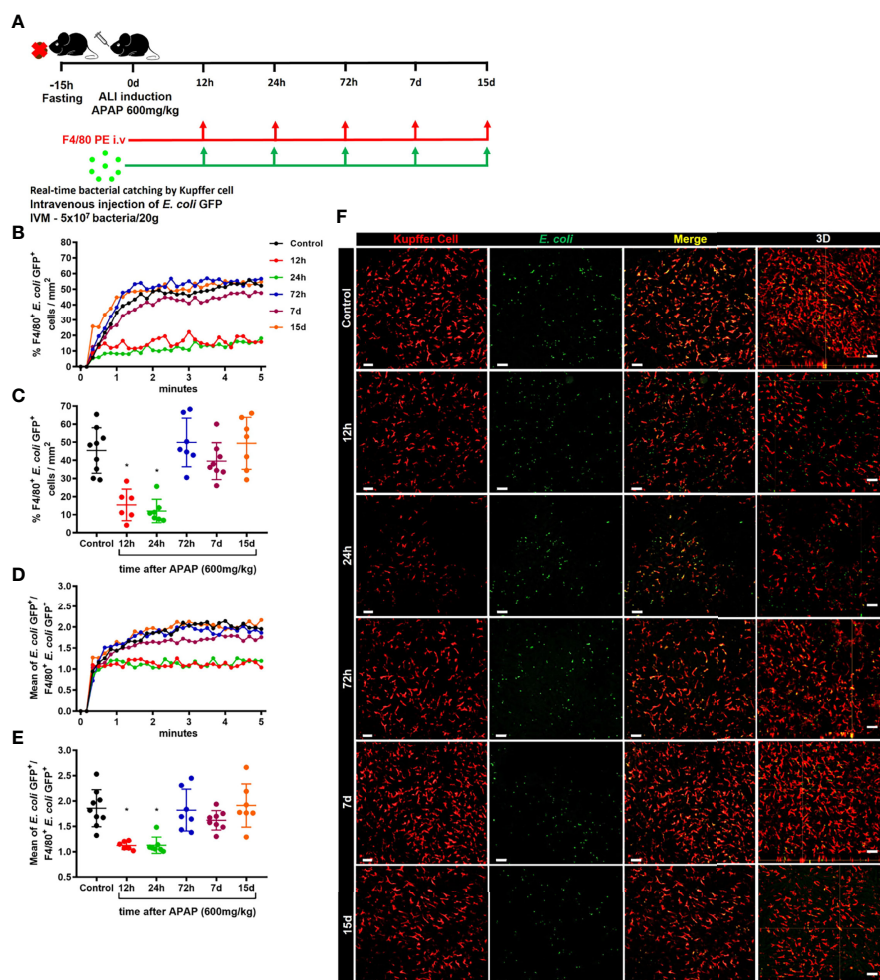 A
-15h
Fasting
0d
ALI induction
APAP 600mg/kg
12h
24h
72h
7d
15d
F4/80 PE i.v
Real-time bacterial catching by Kupffer cell
Intravenous injection of E. coli GFP
IVM - 5x10⁷ bacteria/20g
B
% F4/80⁺ E. coli GFP⁺
cells / mm²
80
70
60
50
40
30
20
10
0
0 1 2 3 4 5
minutes
Control
12h
24h
72h
7d
15d
C
% F4/80⁺ E. coli GFP⁺
cells / mm²
70
60
50
40
30
20
10
0
* *
Control 12h 24h 72h 7d 15d
time after APAP (600mg/kg)
D
Mean of E. coli GFP⁺/
F4/80⁺ E. coli GFP⁻
3.0
2.5
2.0
1.5
1.0
0.5
0.0
0 1 2 3 4 5
minutes
E
Mean of E. coli GFP⁺/
F4/80⁺ E. coli GFP⁺
3.0
2.5
2.0
1.5
1.0
0.5
* *
Control 12h 24h 72h 7d 15d
time after APAP (600mg/kg)
F
Kupffer Cell E. coli Merge 3D
Control
12h
24h
72h
7d
15d